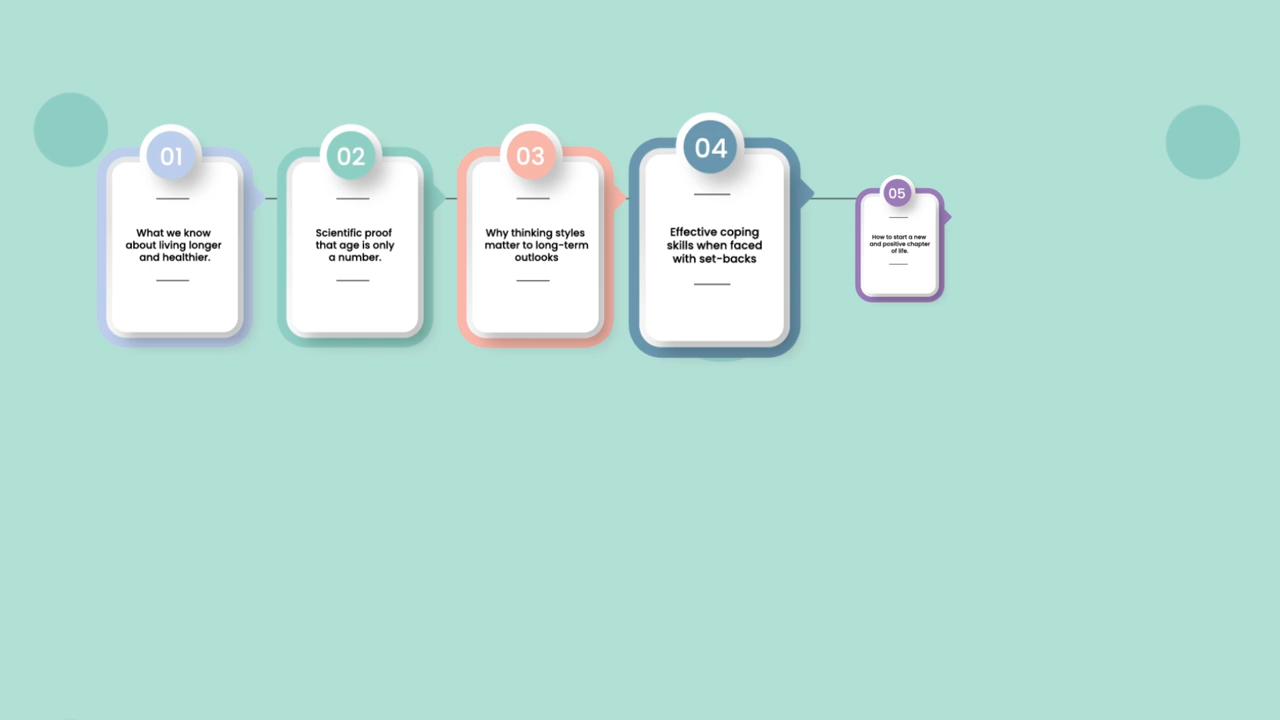 01
What we know
about living longer
and healthier.
02
Scientific proof
that age is only
a number.
03
Why thinking styles
matter to long-term
outlooks
04
Effective coping
skills when faced
with set-backs
05
How to start a new
and positive chapter
of life.